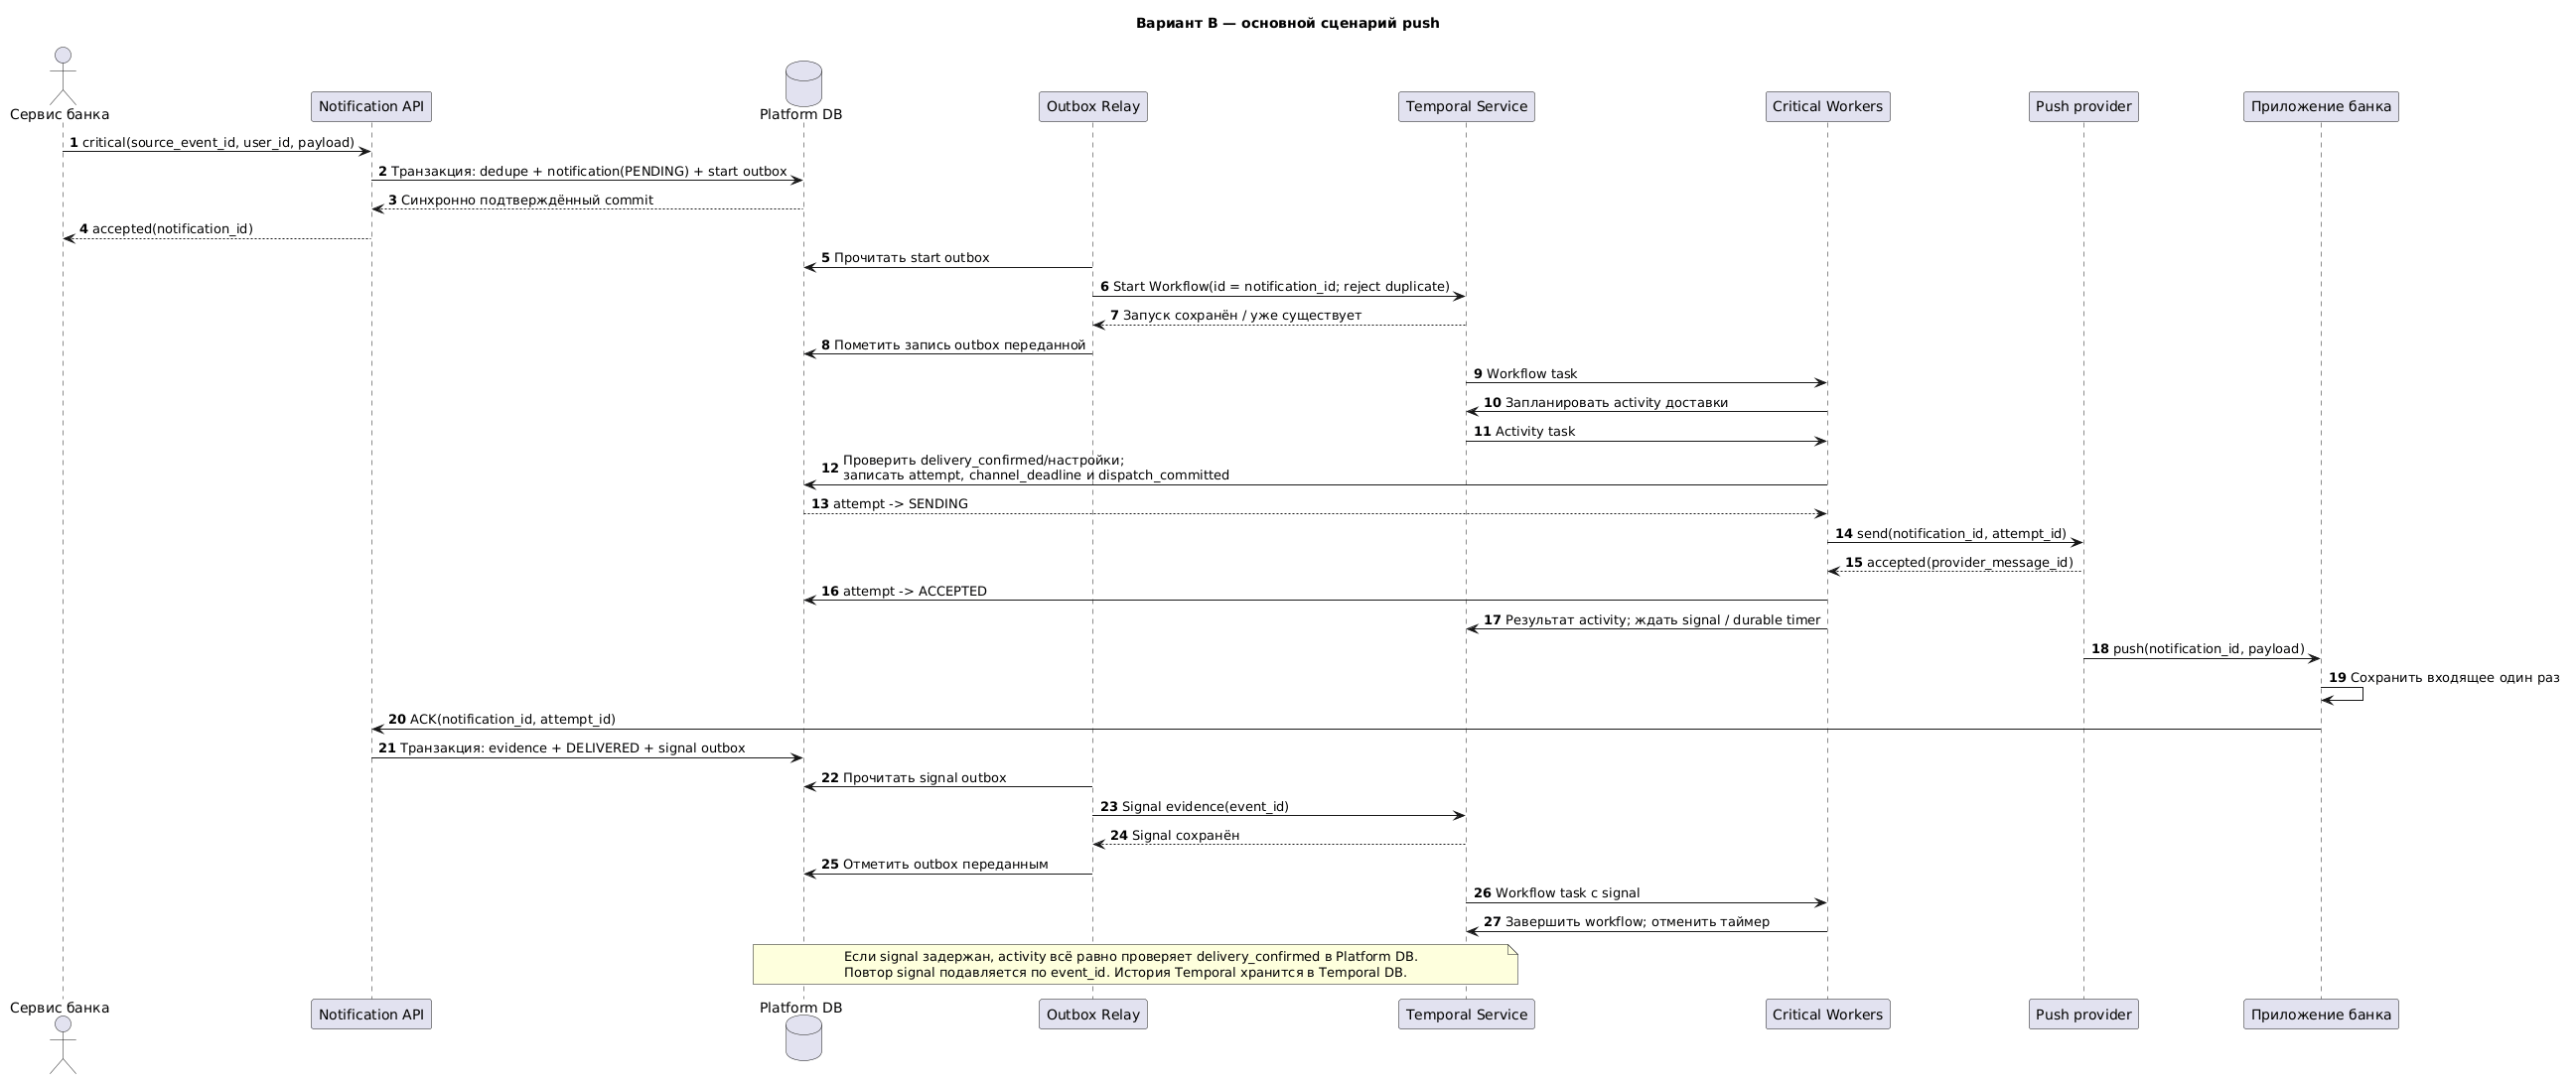 Вариант B — основной сценарий push
Сервис банка
Notification API
Platform DB
Outbox Relay
Temporal Service
Critical Workers
Push provider
Приложение банка
1 critical(source_event_id, user_id, payload)
2 Транзакция: dedupe + notification(PENDING) + start outbox
3 Синхронно подтверждённый commit
4 accepted(notification_id)
5 Прочитать start outbox
6 Start Workflow(id = notification_id; reject duplicate)
7 Запуск сохранён / уже существует
8 Пометить запись outbox переданной
9 Workflow task
10 Запланировать activity доставки
11 Activity task
12 Проверить delivery_confirmed/настройки;
записать attempt, channel_deadline и dispatch_committed
13 attempt -> SENDING
14 send(notification_id, attempt_id)
15 accepted(provider_message_id)
16 attempt -> ACCEPTED
17 Результат activity; ждать signal / durable timer
18 push(notification_id, payload)
19 Сохранить входящее один раз
20 ACK(notification_id, attempt_id)
21 Транзакция: evidence + DELIVERED + signal outbox
22 Прочитать signal outbox
23 Signal evidence(event_id)
24 Signal сохранён
25 Отметить outbox переданным
26 Workflow task с signal
27 Завершить workflow; отменить таймер
Если signal задержан, activity всё равно проверяет delivery_confirmed в Platform DB.
Повтор signal подавляется по event_id. История Temporal хранится в Temporal DB.
Сервис банка
Notification API
Platform DB
Outbox Relay
Temporal Service
Critical Workers
Push provider
Приложение банка